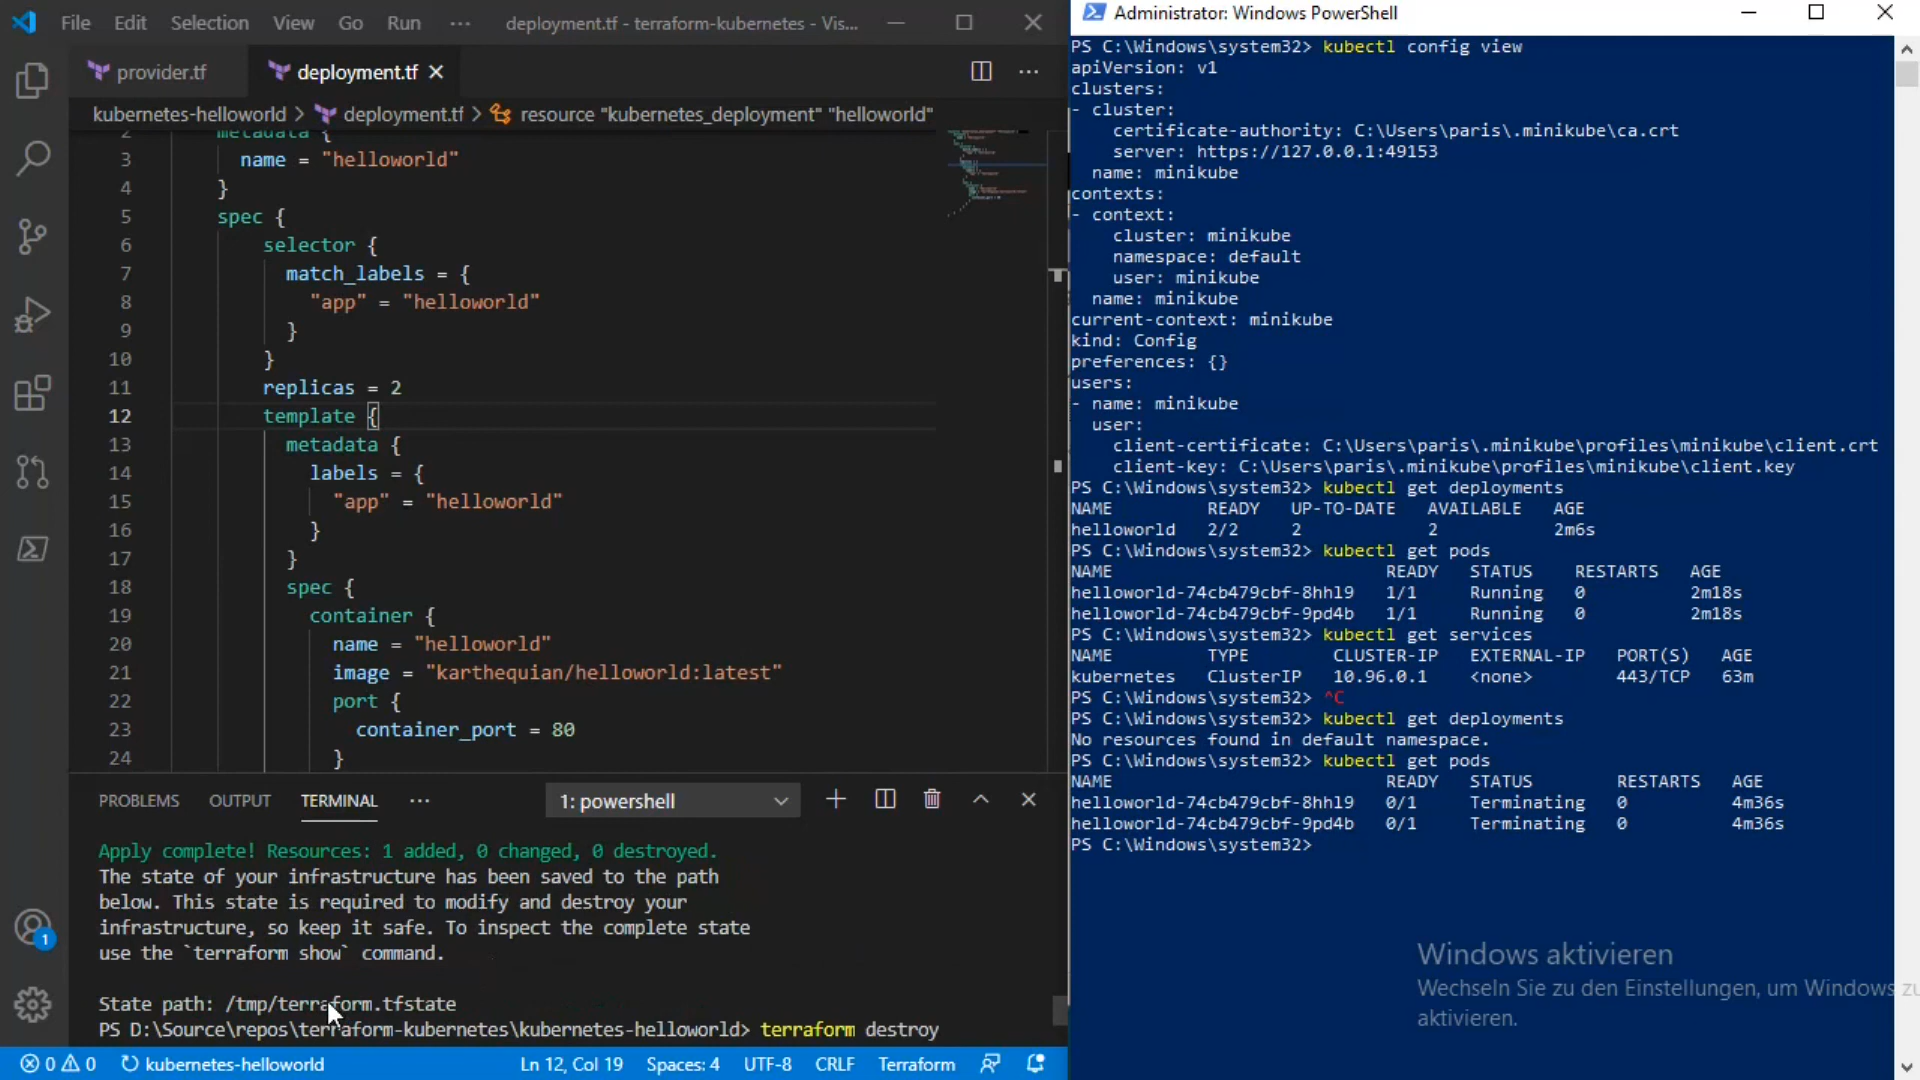 File Edit Selection View Go Run ··· deployment.tf - terraform-kubernetes - Vis...
provider.tf deployment.tf
kubernetes-helloworld > deployment.tf > resource "kubernetes_deployment" "helloworld"
2 metadata {
3 name = "helloworld"
4 }
5 spec {
6 selector {
7 match_labels = {
8 "app" = "helloworld"
9 }
10 }
11 replicas = 2
12 template {
13 metadata {
14 labels = {
15 "app" = "helloworld"
16 }
17 }
18 spec {
19 container {
20 name = "helloworld"
21 image = "karthequian/helloworld:latest"
22 port {
23 container_port = 80
24 }
PROBLEMS OUTPUT TERMINAL ··· 1: powershell
Apply complete! Resources: 1 added, 0 changed, 0 destroyed.
The state of your infrastructure has been saved to the path
below. This state is required to modify and destroy your
infrastructure, so keep it safe. To inspect the complete state
use the `terraform show` command.
State path: /tmp/terraform.tfstate
PS D:\Source\repos\terraform-kubernetes\kubernetes-helloworld> terraform destroy
1
0 0 kubernetes-helloworld Ln 12, Col 19 Spaces: 4 UTF-8 CRLF Terraform
Administrator: Windows PowerShell
PS C:\Windows\system32> kubectl config view
apiVersion: v1
clusters:
- cluster:
certificate-authority: C:\Users\paris\.minikube\ca.crt
server: https://127.0.0.1:49153
name: minikube
contexts:
- context:
cluster: minikube
namespace: default
user: minikube
name: minikube
current-context: minikube
kind: Config
preferences: {}
users:
- name: minikube
user:
client-certificate: C:\Users\paris\.minikube\profiles\minikube\client.crt
client-key: C:\Users\paris\.minikube\profiles\minikube\client.key
PS C:\Windows\system32> kubectl get deployments
NAME READY UP-TO-DATE AVAILABLE AGE
helloworld 2/2 2 2 2m6s
PS C:\Windows\system32> kubectl get pods
NAME READY STATUS RESTARTS AGE
helloworld-74cb479cbf-8hhl9 1/1 Running 0 2m18s
helloworld-74cb479cbf-9pd4b 1/1 Running 0 2m18s
PS C:\Windows\system32> kubectl get services
NAME TYPE CLUSTER-IP EXTERNAL-IP PORT(S) AGE
kubernetes ClusterIP 10.96.0.1 <none> 443/TCP 63m
PS C:\Windows\system32> ^C
PS C:\Windows\system32> kubectl get deployments
No resources found in default namespace.
PS C:\Windows\system32> kubectl get pods
NAME READY STATUS RESTARTS AGE
helloworld-74cb479cbf-8hhl9 0/1 Terminating 0 4m36s
helloworld-74cb479cbf-9pd4b 0/1 Terminating 0 4m36s
PS C:\Windows\system32>
Windows aktivieren
Wechseln Sie zu den Einstellungen, um Windows zu
aktivieren.